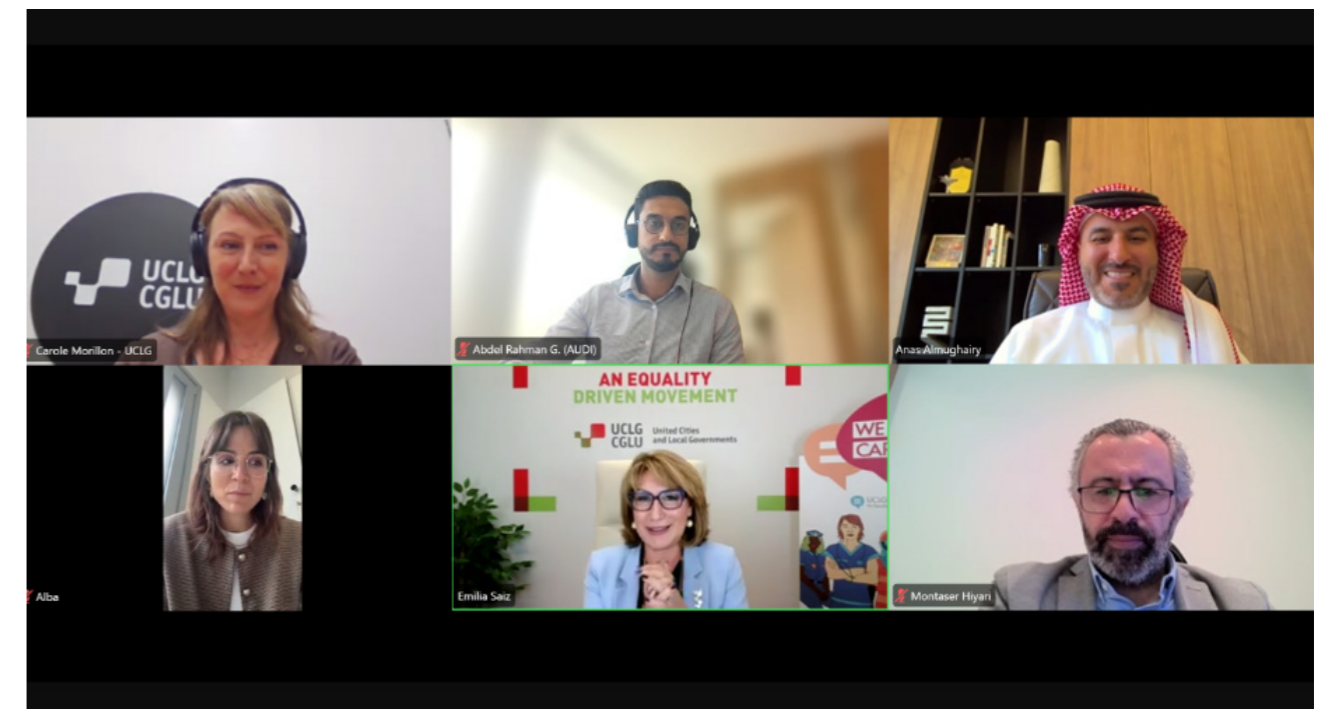 UCLG
CGLU
Carole Morillon - UCLG
Abdel Rahman G. (AUDI)
Anas Almughairy
Alba
AN EQUALITY
DRIVEN MOVEMENT
UCLG United Cities
CGLU and Local Governments
WE
CAR
Emilia Saiz
Montaser Hiyari